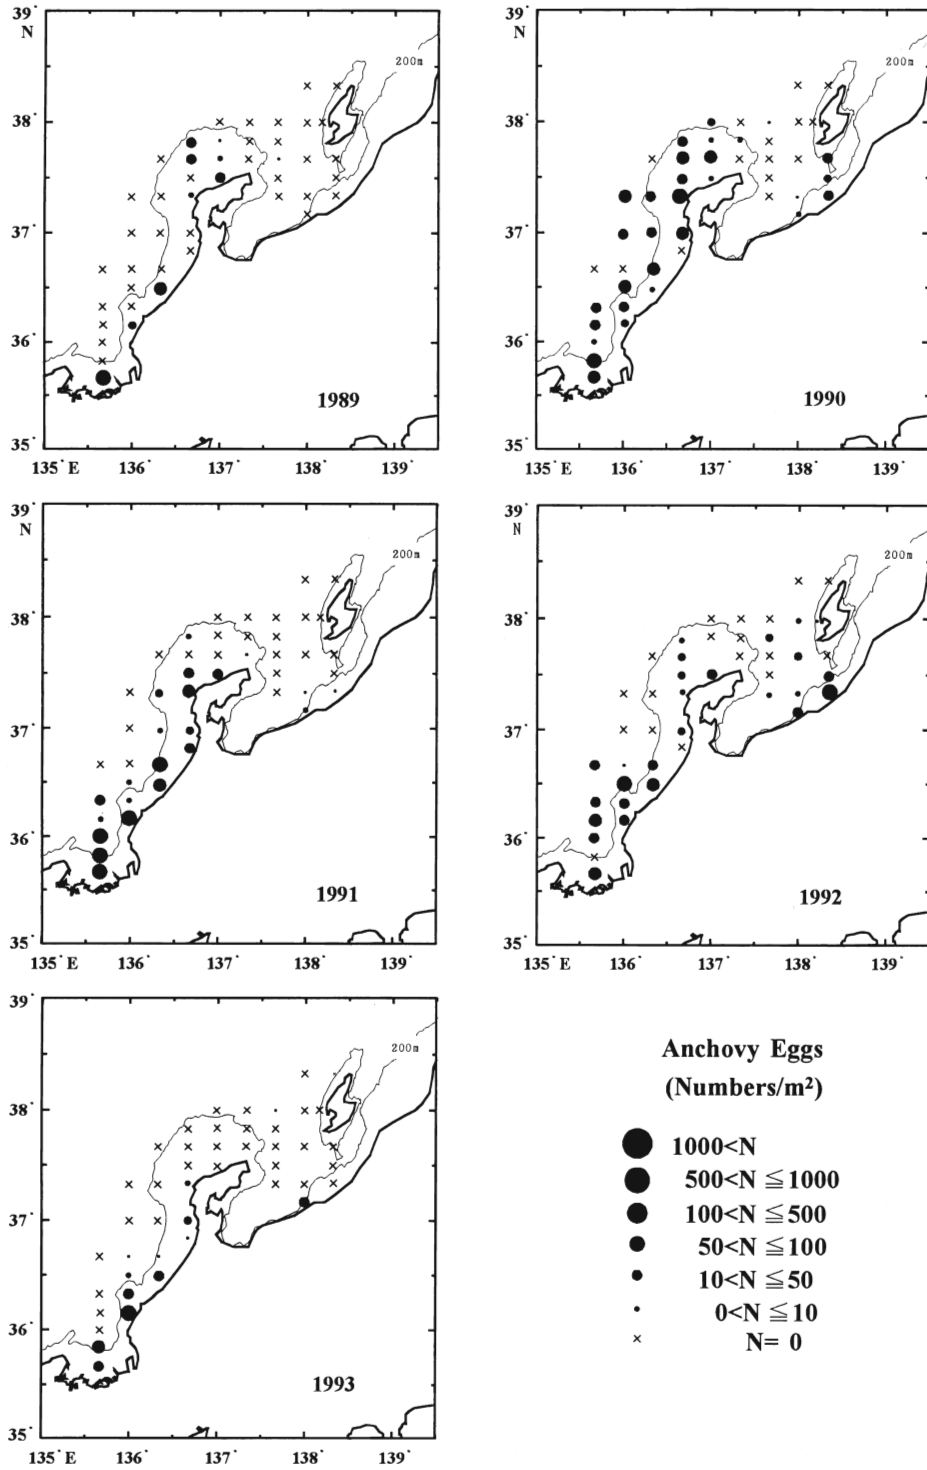 39°
N
200m
38°
37°
36°
35°
1989
135°E
136°
137°
138°
139°
39°
N
200m
38°
37°
36°
35°
1990
135°E
136°
137°
138°
139°
39°
N
200m
38°
37°
36°
35°
1991
135°E
136°
137°
138°
139°
39°
N
200m
38°
37°
36°
35°
1992
135°E
136°
137°
138°
139°
39°
N
200m
38°
37°
36°
35°
1993
135°E
136°
137°
138°
139°
Anchovy Eggs
(Numbers/m²)
1000<N
500<N ≦1000
100<N ≦500
50<N ≦100
10<N ≦50
0<N ≦10
N= 0